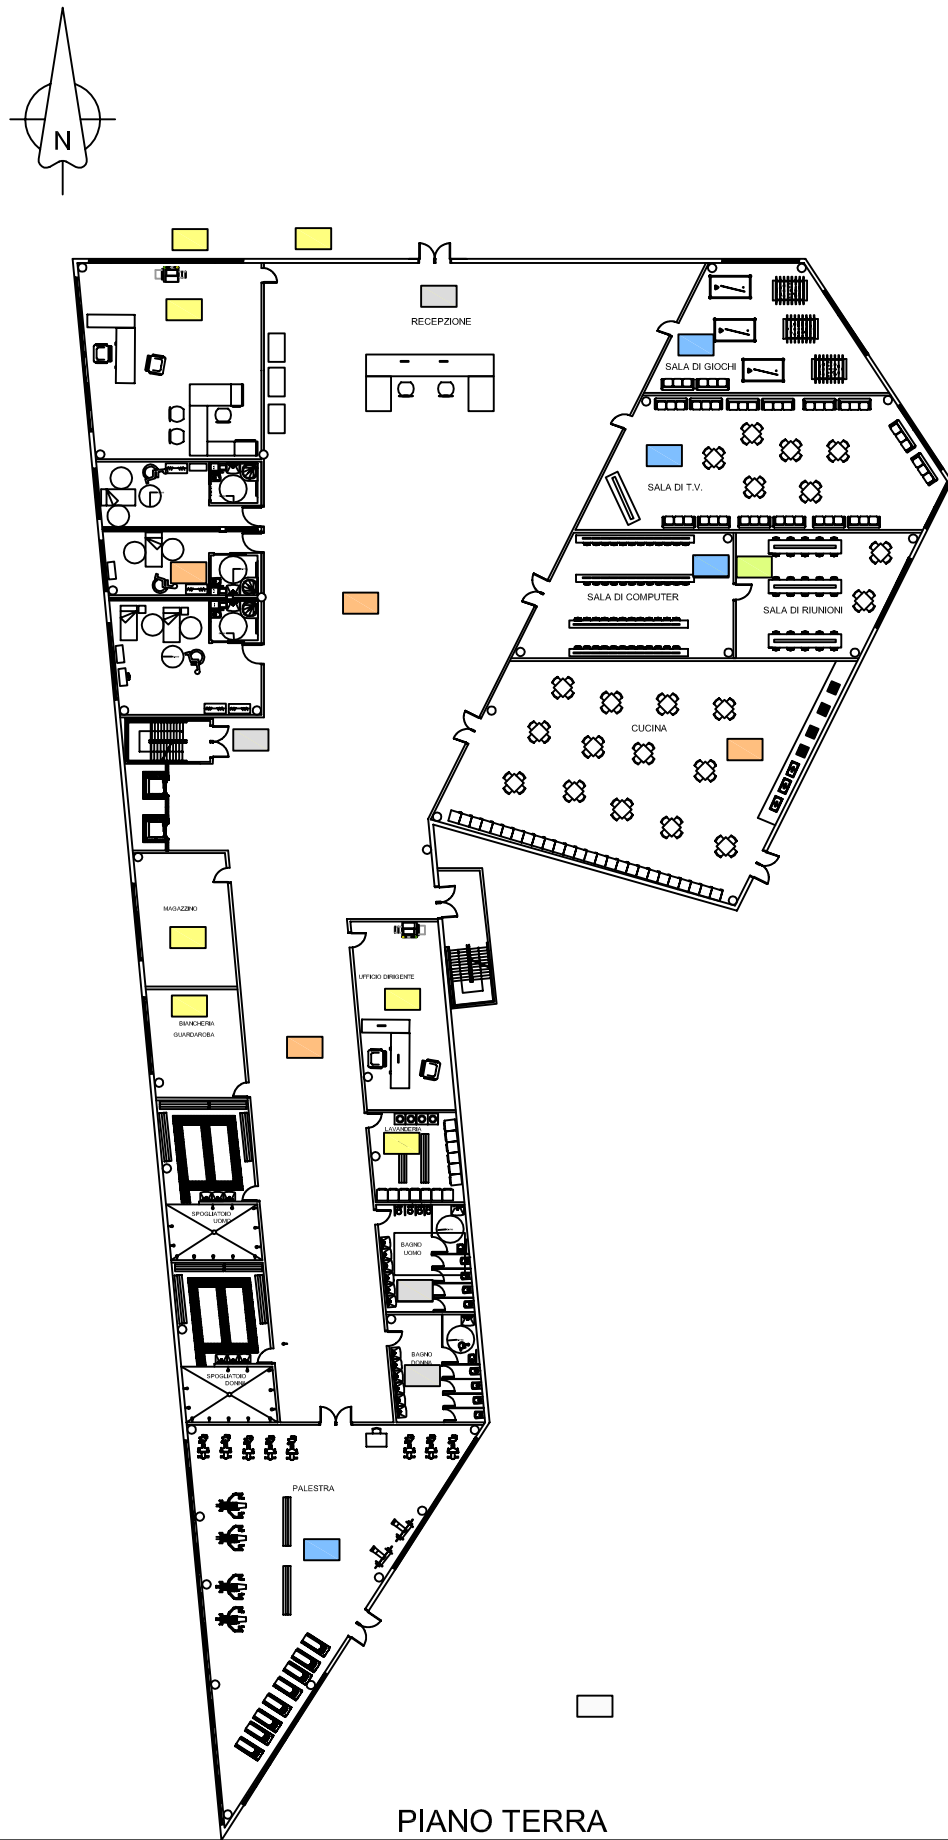 N
RECEPZIONE
SALA DI GIOCHI
SALA DI T.V.
SALA DI COMPUTER
SALA DI RIUNIONI
CUCINA
MAGAZZINO
UFFICIO DIRIGENTE
BIANCHERIA
GUARDAROBA
LAVANDERIA
SPOGLIATOIO
UOMO
BAGNO
UOMO
BAGNO
DONNA
SPOGLIATOIO
DONNA
PALESTRA
PIANO TERRA